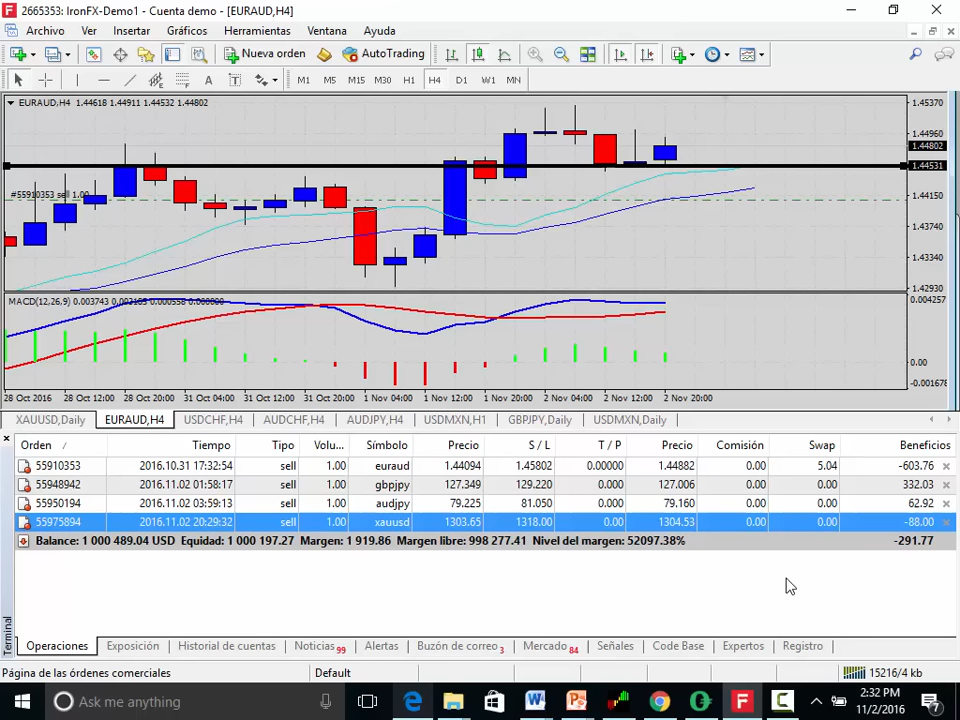 2665353: IronFX-Demo1 - Cuenta demo - [EURAUD,H4]
Archivo Ver Insertar Gráficos Herramientas Ventana Ayuda
Nueva orden AutoTrading
A T M1 M5 M15 M30 H1 H4 D1 W1 MN
EURAUD,H4 1.44618 1.44911 1.44532 1.44802
1.45370
1.44960
1.44802
1.44531
#55910353 sell 1.00
1.44150
1.43740
1.43340
1.42930
MACD(12,26,9) 0.003743 0.003185 0.000558 0.000000
0.004257
0.00
-0.001678
28 Oct 2016 28 Oct 12:00 28 Oct 20:00 31 Oct 04:00 31 Oct 12:00 31 Oct 20:00 1 Nov 04:00 1 Nov 12:00 1 Nov 20:00 2 Nov 04:00 2 Nov 12:00 2 Nov 20:00
XAUUSD,Daily EURAUD,H4 USDCHF,H4 AUDCHF,H4 AUDJPY,H4 USDMXN,H1 GBPJPY,Daily USDMXN,Daily
Orden / Tiempo Tipo Volu... Símbolo Precio S / L T / P Precio Comisión Swap Beneficios
55910353 2016.10.31 17:32:54 sell 1.00 euraud 1.44094 1.45802 0.00000 1.44882 0.00 5.04 -603.76
55948942 2016.11.02 01:58:17 sell 1.00 gbpjpy 127.349 129.220 0.000 127.006 0.00 0.00 332.03
55950194 2016.11.02 03:59:13 sell 1.00 audjpy 79.225 81.050 0.000 79.160 0.00 0.00 62.92
55975894 2016.11.02 20:29:32 sell 1.00 xauusd 1303.65 1318.00 0.00 1304.53 0.00 0.00 -88.00
Balance: 1 000 489.04 USD Equidad: 1 000 197.27 Margen: 1 919.86 Margen libre: 998 277.41 Nivel del margen: 52097.38% -291.77
Terminal
Operaciones Exposición Historial de cuentas Noticias 99 Alertas Buzón de correo 3 Mercado 84 Señales Code Base Expertos Registro
Página de las órdenes comerciales Default 15216/4 kb
Ask me anything
2:32 PM
11/2/2016
7